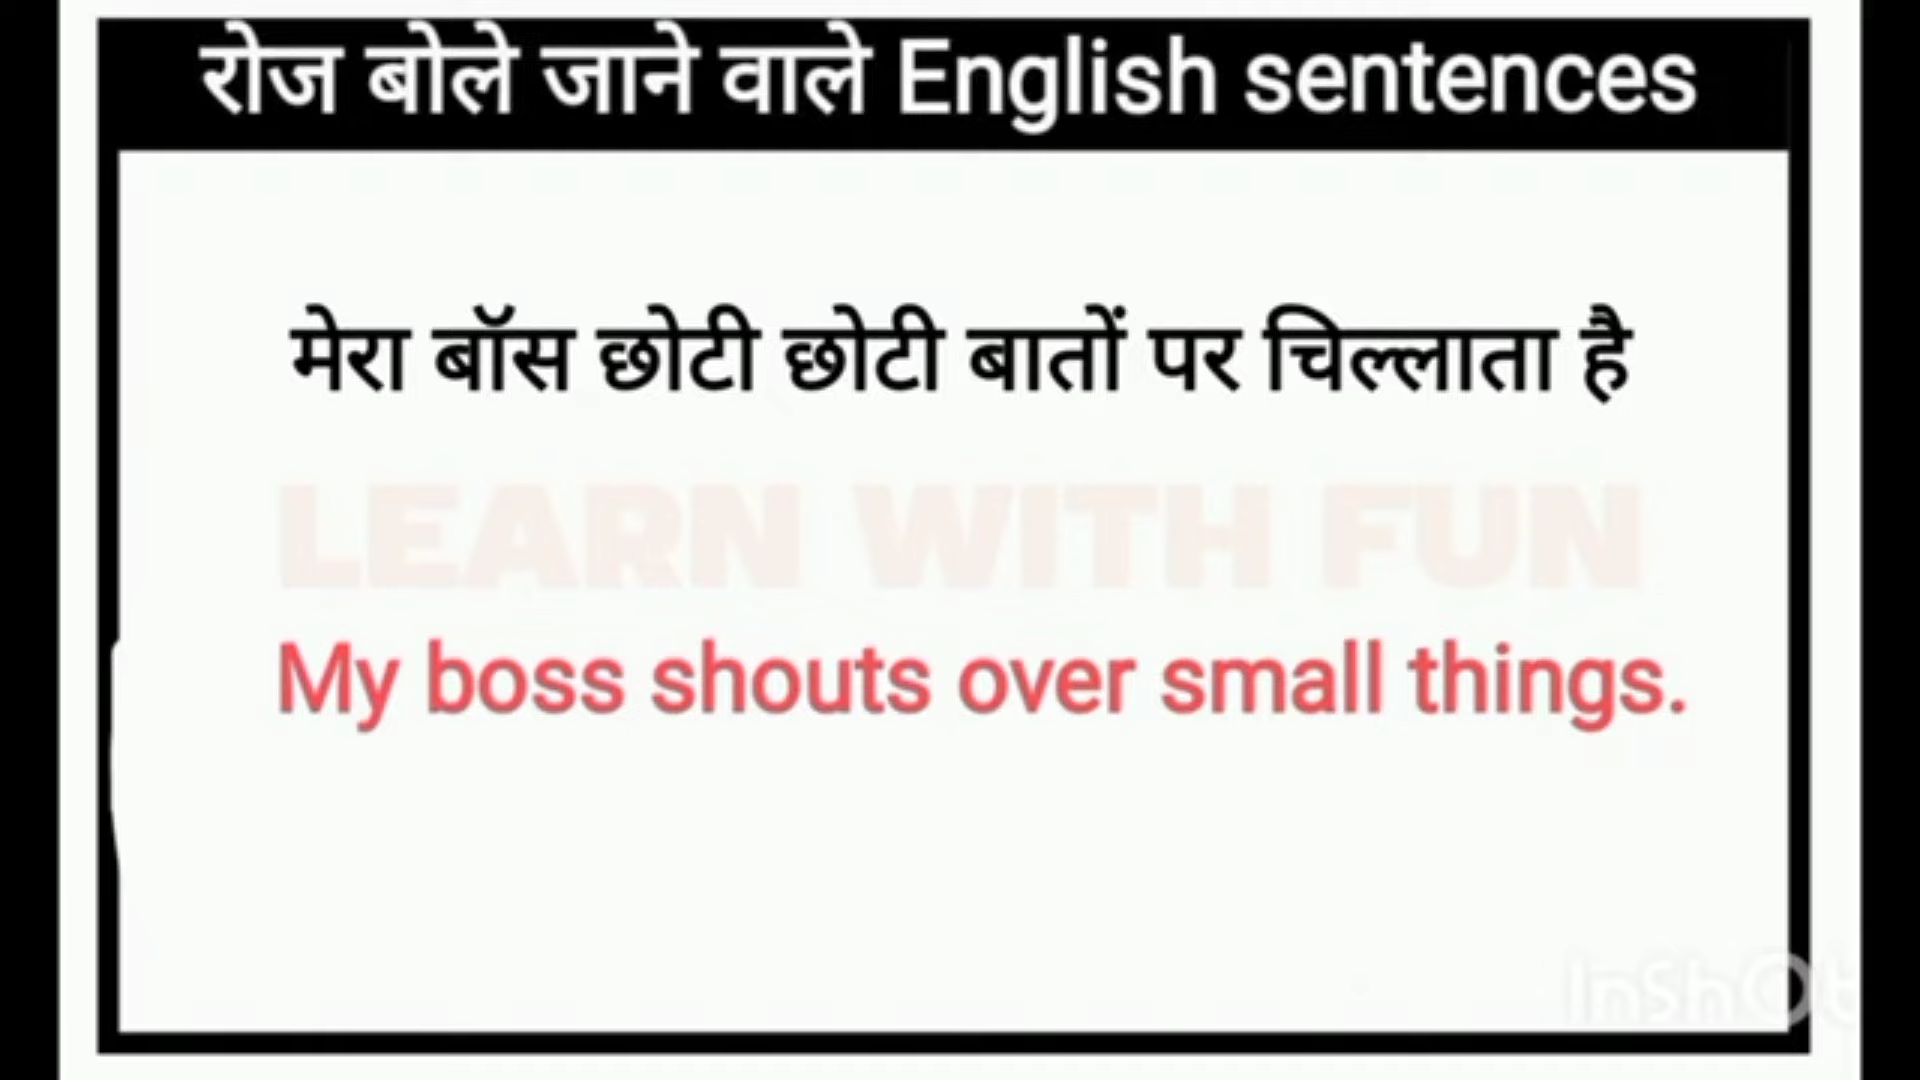 रोज बोले जाने वाले English sentences
मेरा बॉस छोटी छोटी बातों पर चिल्लाता है
LEARN WITH FUN
My boss shouts over small things.
InShOt